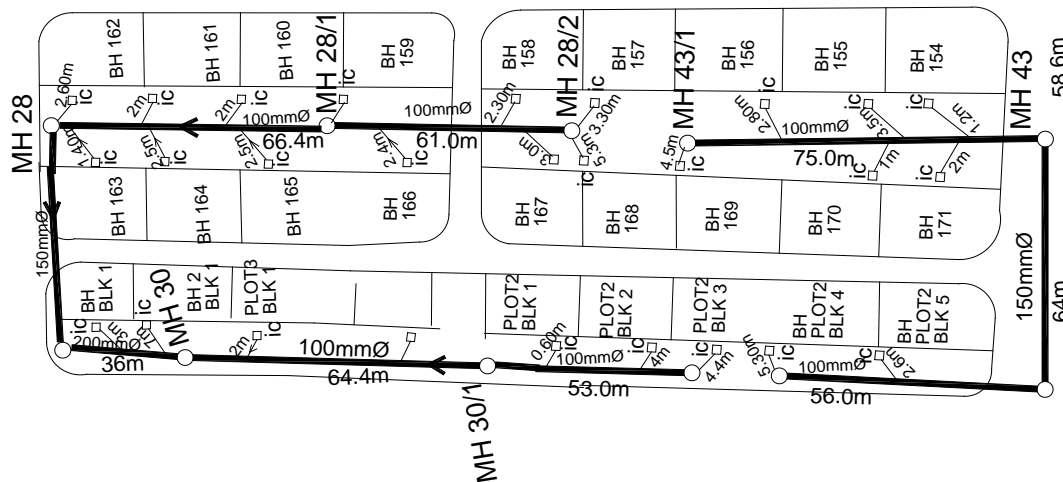 BH 162
BH 161
BH 160
MH 28/1
BH
159
BH
158
MH 28/2
BH
157
MH 43/1
BH
156
BH
155
BH
154
MH 43
58.6m
MH 28
2.60m
ic
2m
ic
2m
ic
ic
2.30m
ic
3.30m
2.80m
ic
3.5m
ic
1.2m
ic
100mmØ
66.4m
100mmØ
61.0m
100mmØ
75.0m
1.40m
ic
2.5m
ic
2.5m
ic
2.4m
ic
3.0m
5.3m
ic
4.5m
ic
1m
ic
2m
ic
BH 163
BH 164
BH 165
BH
166
BH
167
BH
168
BH
169
BH
170
BH
171
150mmØ
150mmØ
64m
BH
BLK 1
BH 2
BLK 1
PLOT3
BLK 1
PLOT2
BLK 1
PLOT2
BLK 2
PLOT2
BLK 3
BH
PLOT2
BLK 4
BH
PLOT2
BLK 5
MH 30
ic
3m
ic
7m
2m
ic
0.60m
ic
4m
ic
4.4m
ic
5.30m
ic
2.6m
ic
200mmØ
36m
100mmØ
64.4m
100mmØ
53.0m
100mmØ
56.0m
MH 30/1